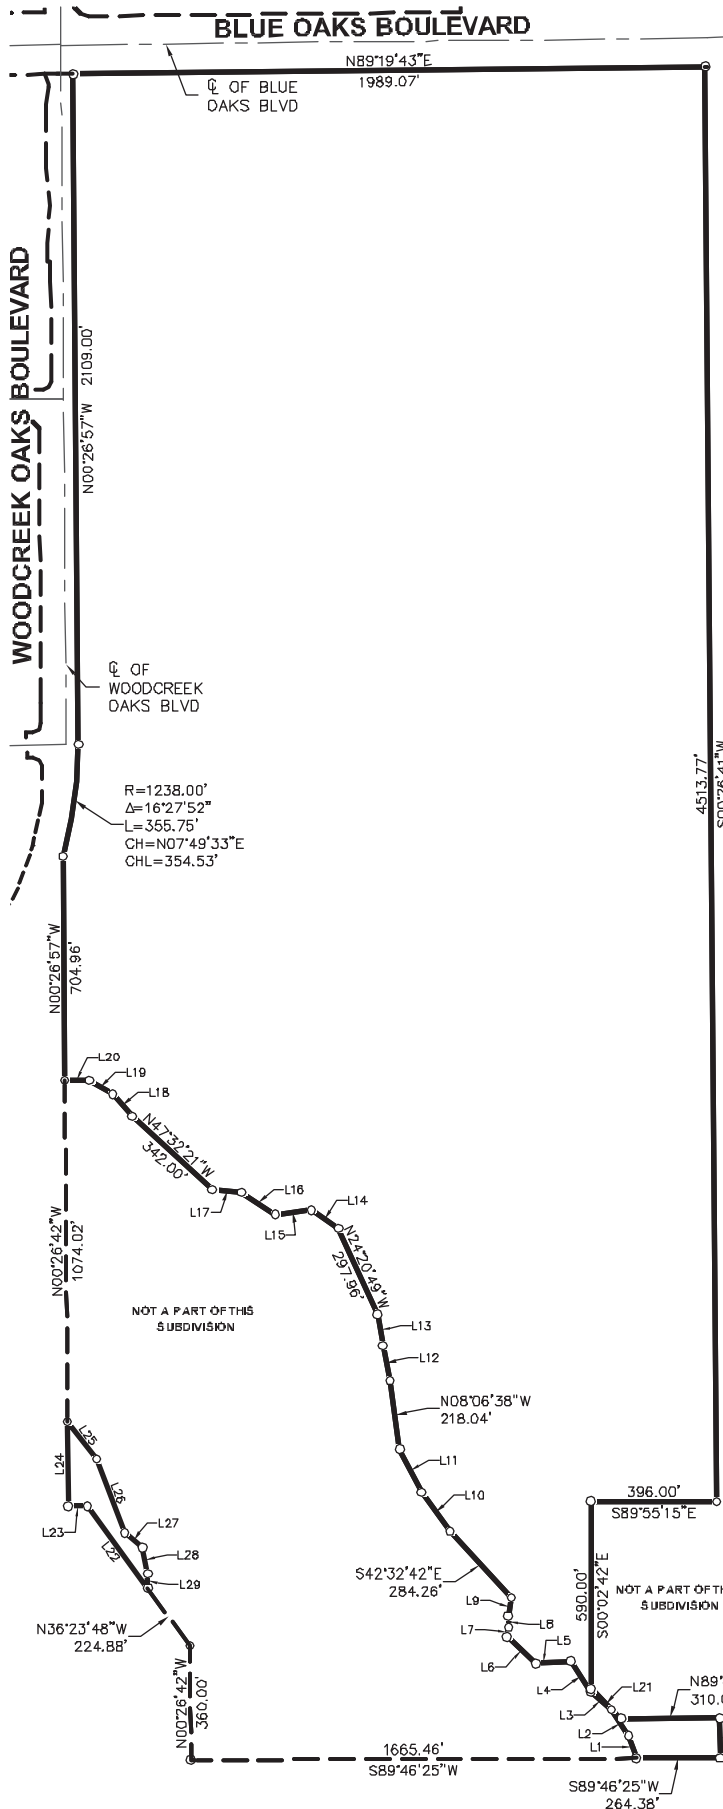 BLUE OAKS BOULEVARD
N89°19'43"E
1989.07'
℄ OF BLUE
OAKS BLVD
WOODCREEK OAKS BOULEVARD
N00°26'57"W 2109.00'
℄ OF
WOODCREEK
OAKS BLVD
R=1238.00'
Δ=16°27'52"
L=355.75'
CH=N07°49'33"E
CHL=354.53'
4513.77'
N00°26'57"W
704.96'
L20
L19
L18
N47°32'21"W
342.00'
L17
L16
L15
L14
N24°20'49"W
297.96'
N00°26'42"W
1074.02'
NOT A PART OF THIS
SUBDIVISION
L13
L12
N08°06'38"W
218.04'
L11
L10
L25
L24
L26
L23
L22
L27
L28
L29
396.00'
S89°55'15"E
S42°32'42"E
284.26'
590.00'
S00°02'42"E
NOT A PART OF TH
SUBDIVISION
L9
L8
L7
L6
L5
L4
L3
L21
L2
L1
N36°23'48"W
224.88'
N00°26'42"W
360.00'
N89°
310.
1665.46'
S89°46'25"W
S89°46'25"W
264.38'